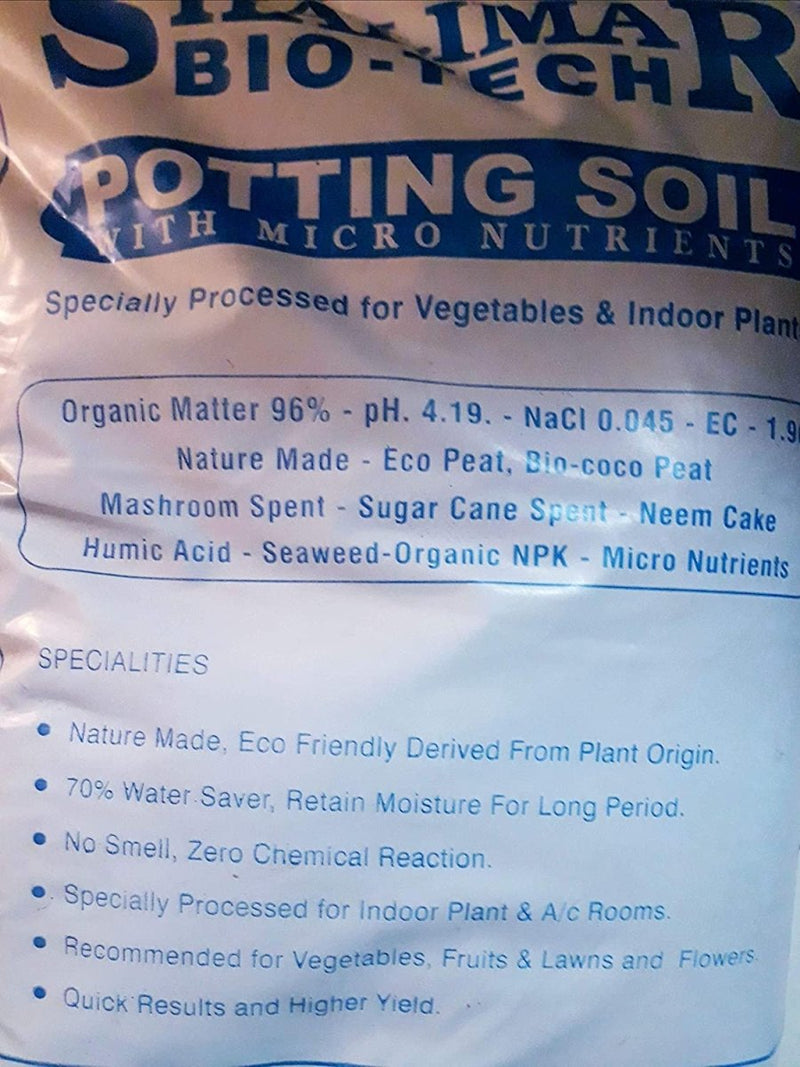 SHALIMAR
BIO-TECH
POTTING SOIL
WITH MICRO NUTRIENTS
Specially Processed for Vegetables & Indoor Plant
Organic Matter 96% - pH. 4.19. - NaCl 0.045 - EC - 1.9
Nature Made - Eco Peat, Bio-coco Peat
Mashroom Spent - Sugar Cane Spent - Neem Cake
Humic Acid - Seaweed-Organic NPK - Micro Nutrients
SPECIALITIES
• Nature Made, Eco Friendly Derived From Plant Origin.
• 70% Water Saver, Retain Moisture For Long Period.
• No Smell, Zero Chemical Reaction.
• Specially Processed for Indoor Plant & A/c Rooms.
• Recommended for Vegetables, Fruits & Lawns and Flowers.
• Quick Results and Higher Yield.